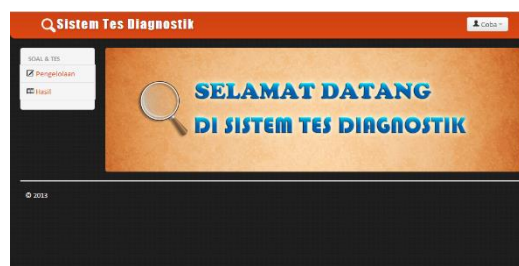 Sistem Tes Diagnostik
Coba
SOAL & TES
Pengelolaan
Hasil
SELAMAT DATANG
DI SISTEM TES DIAGNOSTIK
© 2013